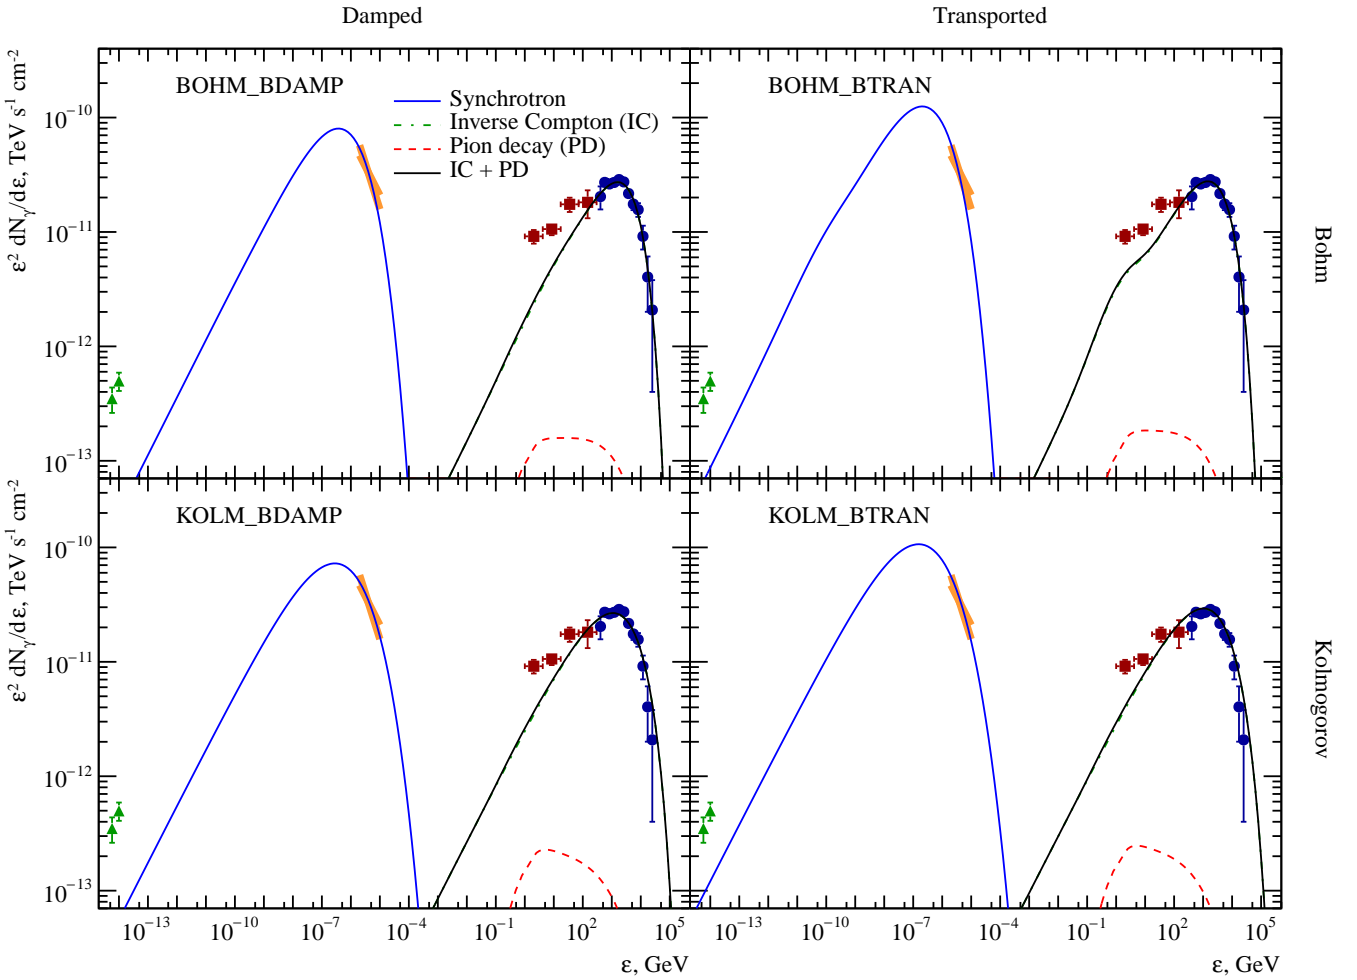 Damped Transported
BOHM_BDAMP
Synchrotron
Inverse Compton (IC)
Pion decay (PD)
IC + PD
BOHM_BTRAN
ε² dNγ/dε, TeV s⁻¹ cm⁻²
10⁻¹⁰
10⁻¹¹
10⁻¹²
10⁻¹³
Bohm
KOLM_BDAMP
KOLM_BTRAN
ε² dNγ/dε, TeV s⁻¹ cm⁻²
10⁻¹⁰
10⁻¹¹
10⁻¹²
10⁻¹³
Kolmogorov
10⁻¹³ 10⁻¹⁰ 10⁻⁷ 10⁻⁴ 10⁻¹ 10² 10⁵ 10⁻¹³ 10⁻¹⁰ 10⁻⁷ 10⁻⁴ 10⁻¹ 10² 10⁵
ε, GeV ε, GeV